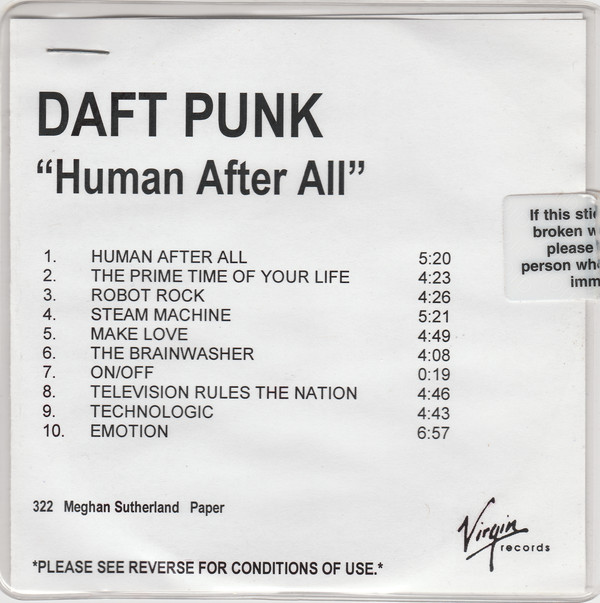 DAFT PUNK
“Human After All”
1. HUMAN AFTER ALL 5:20
2. THE PRIME TIME OF YOUR LIFE 4:23
3. ROBOT ROCK 4:26
4. STEAM MACHINE 5:21
5. MAKE LOVE 4:49
6. THE BRAINWASHER 4:08
7. ON/OFF 0:19
8. TELEVISION RULES THE NATION 4:46
9. TECHNOLOGIC 4:43
10. EMOTION 6:57
If this
broken
please
person
322 Meghan Sutherland Paper
Virgin
records
*PLEASE SEE REVERSE FOR CONDITIONS OF USE.*